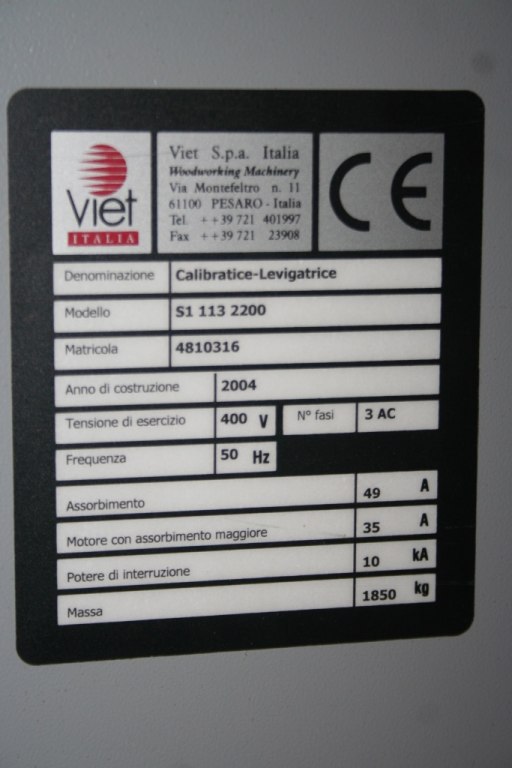 Viet
ITALIA
Viet S.p.a. Italia
Woodworking Machinery
Via Montefeltro n. 11
61100 PESARO - Italia
Tel. ++39 721 401997
Fax ++39 721 23908
CE
Denominazione Calibratice-Levigatrice
Modello S1 113 2200
Matricola 4810316
Anno di costruzione 2004
Tensione di esercizio 400 V N° fasi 3 AC
Frequenza 50 Hz
Assorbimento 49 A
Motore con assorbimento maggiore 35 A
Potere di interruzione 10 kA
Massa 1850 kg